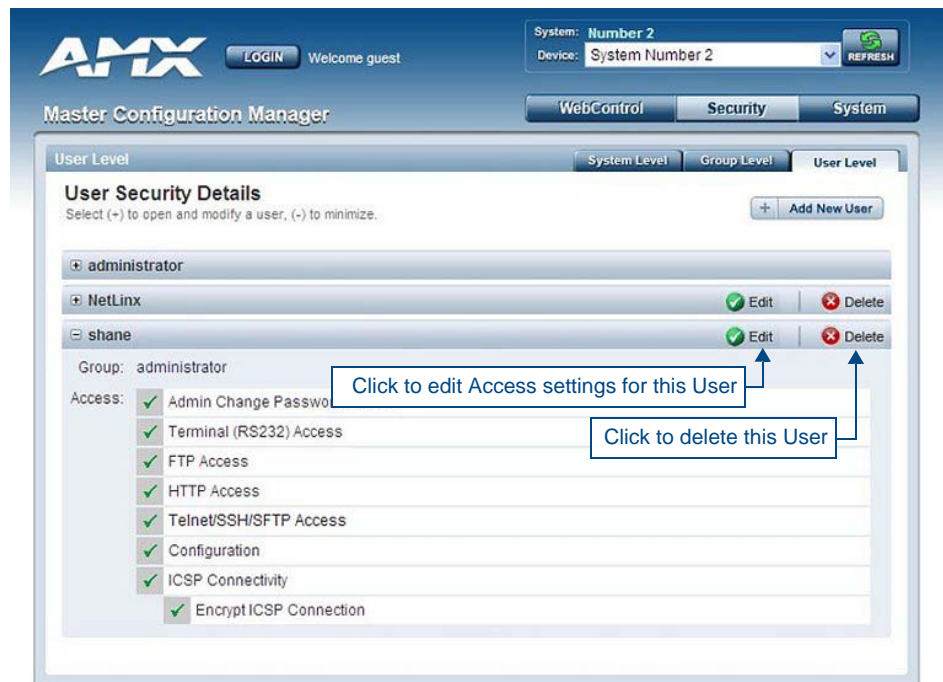 AMX
LOGIN Welcome guest
System: Number 2
Device: System Number 2
REFRESH
Master Configuration Manager
WebControl Security System
User Level
System Level Group Level User Level
User Security Details
Select (+) to open and modify a user, (-) to minimize.
+ Add New User
administrator
NetLinx Edit Delete
shane Edit Delete
Group: administrator
Click to edit Access settings for this User
Access:
Admin Change
Terminal (RS232) Access
Click to delete this User
FTP Access
HTTP Access
Telnet/SSH/SFTP Access
Configuration
ICSP Connectivity
Encrypt ICSP Connection